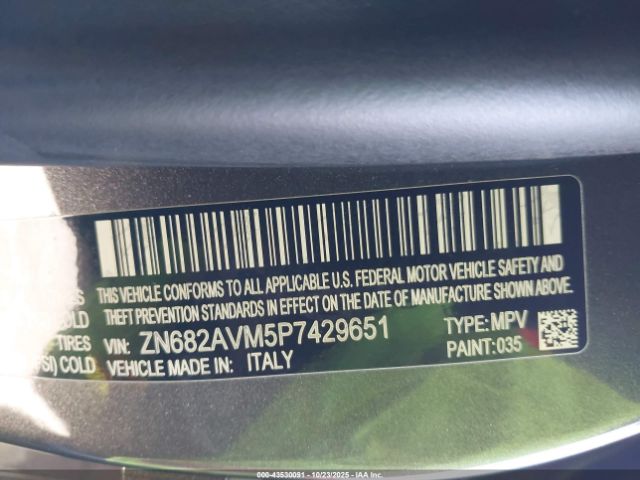 THIS VEHICLE CONFORMS TO ALL APPLICABLE U.S. FEDERAL MOTOR VEHICLE SAFETY AND
THEFT PREVENTION STANDARDS IN EFFECT ON THE DATE OF MANUFACTURE SHOWN ABOVE.
VIN: ZN682AVM5P7429651 TYPE: MPV
VEHICLE MADE IN: ITALY PAINT: 035
TIRES
COLD
000-43530091 - 10/23/2025 - IAA Inc.